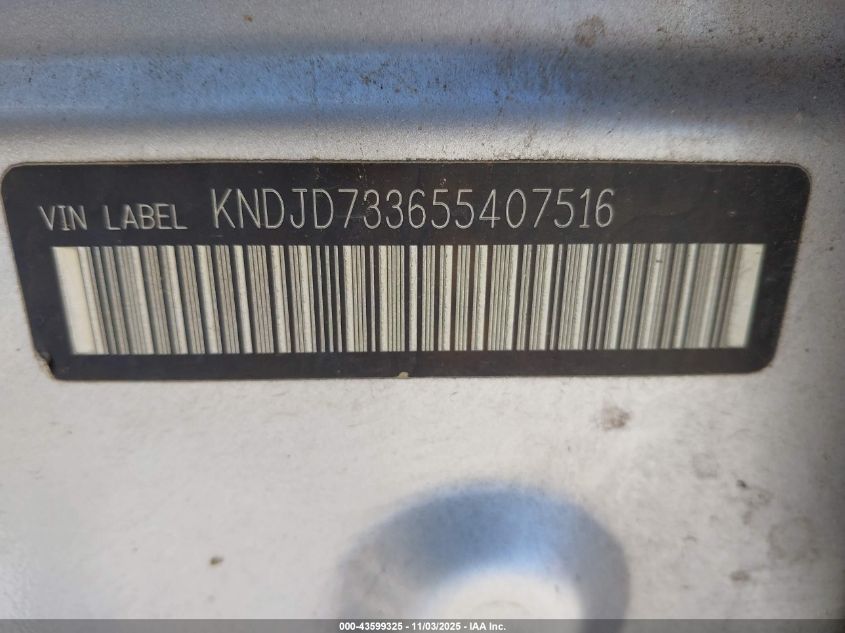 VIN LABEL KNDJD733655407516
000-43599325 - 11/03/2025 - IAA Inc.